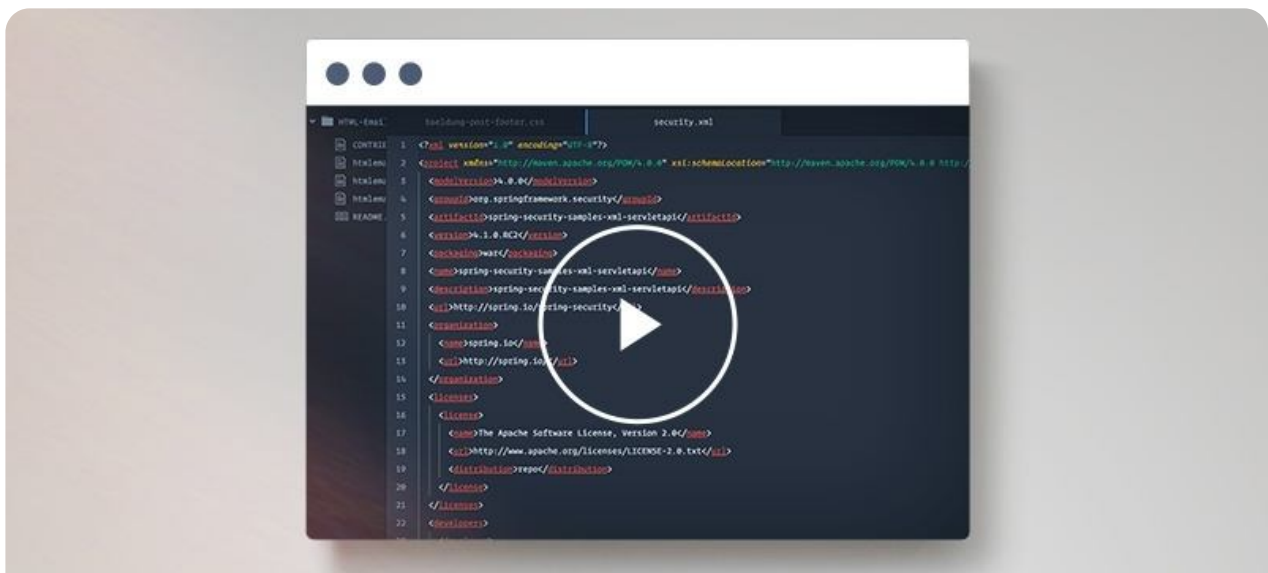 HTML-Emai
baeldung-post-footer.css
security.xml
CONTRIB
htmlema
htmlema
htmlema
README.
1 <?xml version="1.0" encoding="UTF-8"?>
2 <project xmlns="http://maven.apache.org/POM/4.0.0" xsi:schemaLocation="http://maven.apache.org/POM/4.0.0 http:/
3 <modelVersion>4.0.0</modelVersion>
4 <groupId>org.springframework.security</groupId>
5 <artifactId>spring-security-samples-xml-servletapi</artifactId>
6 <version>4.1.0.RC2</version>
7 <packaging>war</packaging>
8 <name>spring-security-samples-xml-servletapi</name>
9 <description>spring-security-samples-xml-servletapi</description>
10 <url>http://spring.io/spring-security</
11 <organization>
12 <name>spring.io</name>
13 <url>http://spring.io/</url>
14 </organization>
15 <licenses>
16 <license>
17 <name>The Apache Software License, Version 2.0</name>
18 <url>http://www.apache.org/licenses/LICENSE-2.0.txt</url>
19 <distribution>repo</distribution>
20 </license>
21 </licenses>
22 <developers>